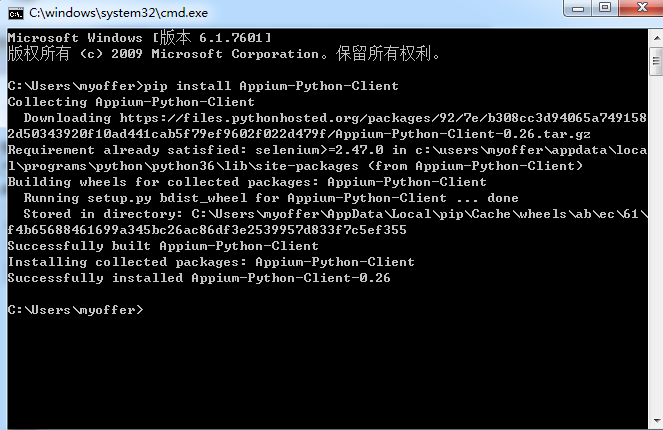 C:\windows\system32\cmd.exe
Microsoft Windows [版本 6.1.7601]
版权所有 (c) 2009 Microsoft Corporation。保留所有权利。
C:\Users\myoffer>pip install Appium-Python-Client
Collecting Appium-Python-Client
  Downloading https://files.pythonhosted.org/packages/92/7e/b308cc3d94065a749158
2d50343920f10ad441cab5f79ef9602f022d479f/Appium-Python-Client-0.26.tar.gz
Requirement already satisfied: selenium>=2.47.0 in c:\users\myoffer\appdata\loca
l\programs\python\python36\lib\site-packages (from Appium-Python-Client)
Building wheels for collected packages: Appium-Python-Client
  Running setup.py bdist_wheel for Appium-Python-Client ... done
  Stored in directory: C:\Users\myoffer\AppData\Local\pip\Cache\wheels\ab\ec\61\
f4b65688461699a345bc26ac86df3e2539957d833f7c5ef355
Successfully built Appium-Python-Client
Installing collected packages: Appium-Python-Client
Successfully installed Appium-Python-Client-0.26
C:\Users\myoffer>